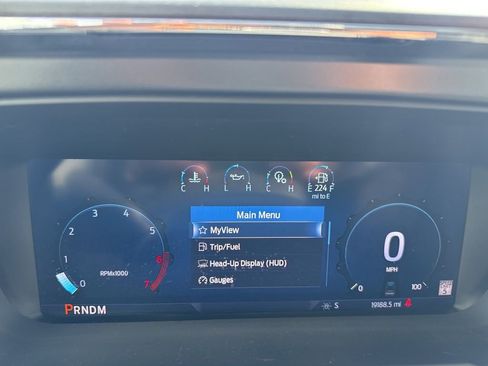 C H L H C H E 224 F
mi to E
Main Menu
MyView
Trip/Fuel
Head-Up Display (HUD)
Gauges
0 1 2 3 4 5 6 7
RPMx1000
0
MPH
0 100
PRNDM
S
19188.5 mi